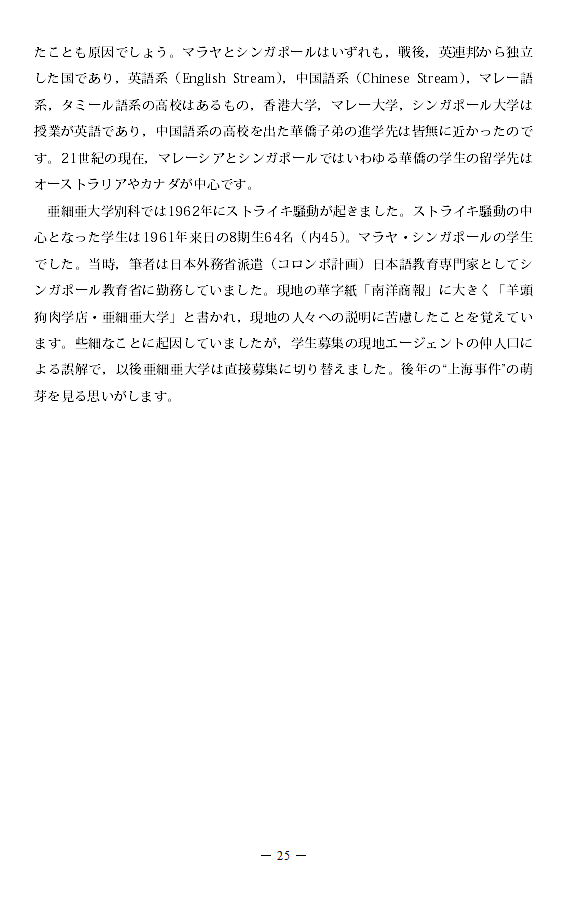 たことも原因でしょう。マラヤとシンガポールはいずれも，戦後，英連邦から独立
した国であり，英語系（English Stream），中国語系（Chinese Stream），マレー語
系，タミール語系の高校はあるもの，香港大学，マレー大学，シンガポール大学は
授業が英語であり，中国語系の高校を出た華僑子弟の進学先は皆無に近かったので
す。21世紀の現在，マレーシアとシンガポールではいわゆる華僑の学生の留学先は
オーストラリアやカナダが中心です。
亜細亜大学別科では1962年にストライキ騒動が起きました。ストライキ騒動の中
心となった学生は1961年来日の8期生64名（内45）。マラヤ・シンガポールの学生
でした。当時，筆者は日本外務省派遣（コロンボ計画）日本語教育専門家としてシ
ンガポール教育省に勤務していました。現地の華字紙「南洋商報」に大きく「羊頭
狗肉学店・亜細亜大学」と書かれ，現地の人々への説明に苦慮したことを覚えてい
ます。些細なことに起因していましたが，学生募集の現地エージェントの仲人口に
よる誤解で，以後亜細亜大学は直接募集に切り替えました。後年の“上海事件”の萌
芽を見る思いがします。
― 25 ―